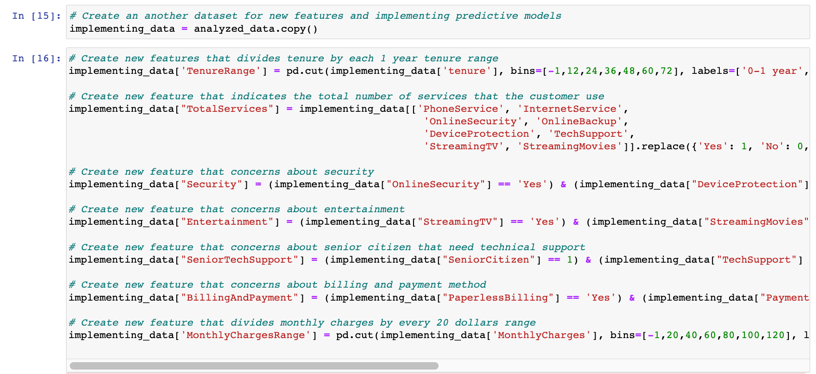 In [15]: # Create an another dataset for new features and implementing predictive models
implementing_data = analyzed_data.copy()
In [16]: # Create new features that divides tenure by each 1 year tenure range
implementing_data['TenureRange'] = pd.cut(implementing_data['tenure'], bins=[-1,12,24,36,48,60,72], labels=['0-1 year',
# Create new feature that indicates the total number of services that the customer use
implementing_data["TotalServices"] = implementing_data[['PhoneService', 'InternetService',
'OnlineSecurity', 'OnlineBackup',
'DeviceProtection', 'TechSupport',
'StreamingTV', 'StreamingMovies']].replace({'Yes': 1, 'No': 0,
# Create new feature that concerns about security
implementing_data["Security"] = (implementing_data["OnlineSecurity"] == 'Yes') & (implementing_data["DeviceProtection"]
# Create new feature that concerns about entertainment
implementing_data["Entertainment"] = (implementing_data["StreamingTV"] == 'Yes') & (implementing_data["StreamingMovies"
# Create new feature that concerns about senior citizen that need technical support
implementing_data["SeniorTechSupport"] = (implementing_data["SeniorCitizen"] == 1) & (implementing_data["TechSupport"]
# Create new feature that concerns about billing and payment method
implementing_data["BillingAndPayment"] = (implementing_data["PaperlessBilling"] == 'Yes') & (implementing_data["Payment
# Create new feature that divides monthly charges by every 20 dollars range
implementing_data['MonthlyChargesRange'] = pd.cut(implementing_data['MonthlyCharges'], bins=[-1,20,40,60,80,100,120], l